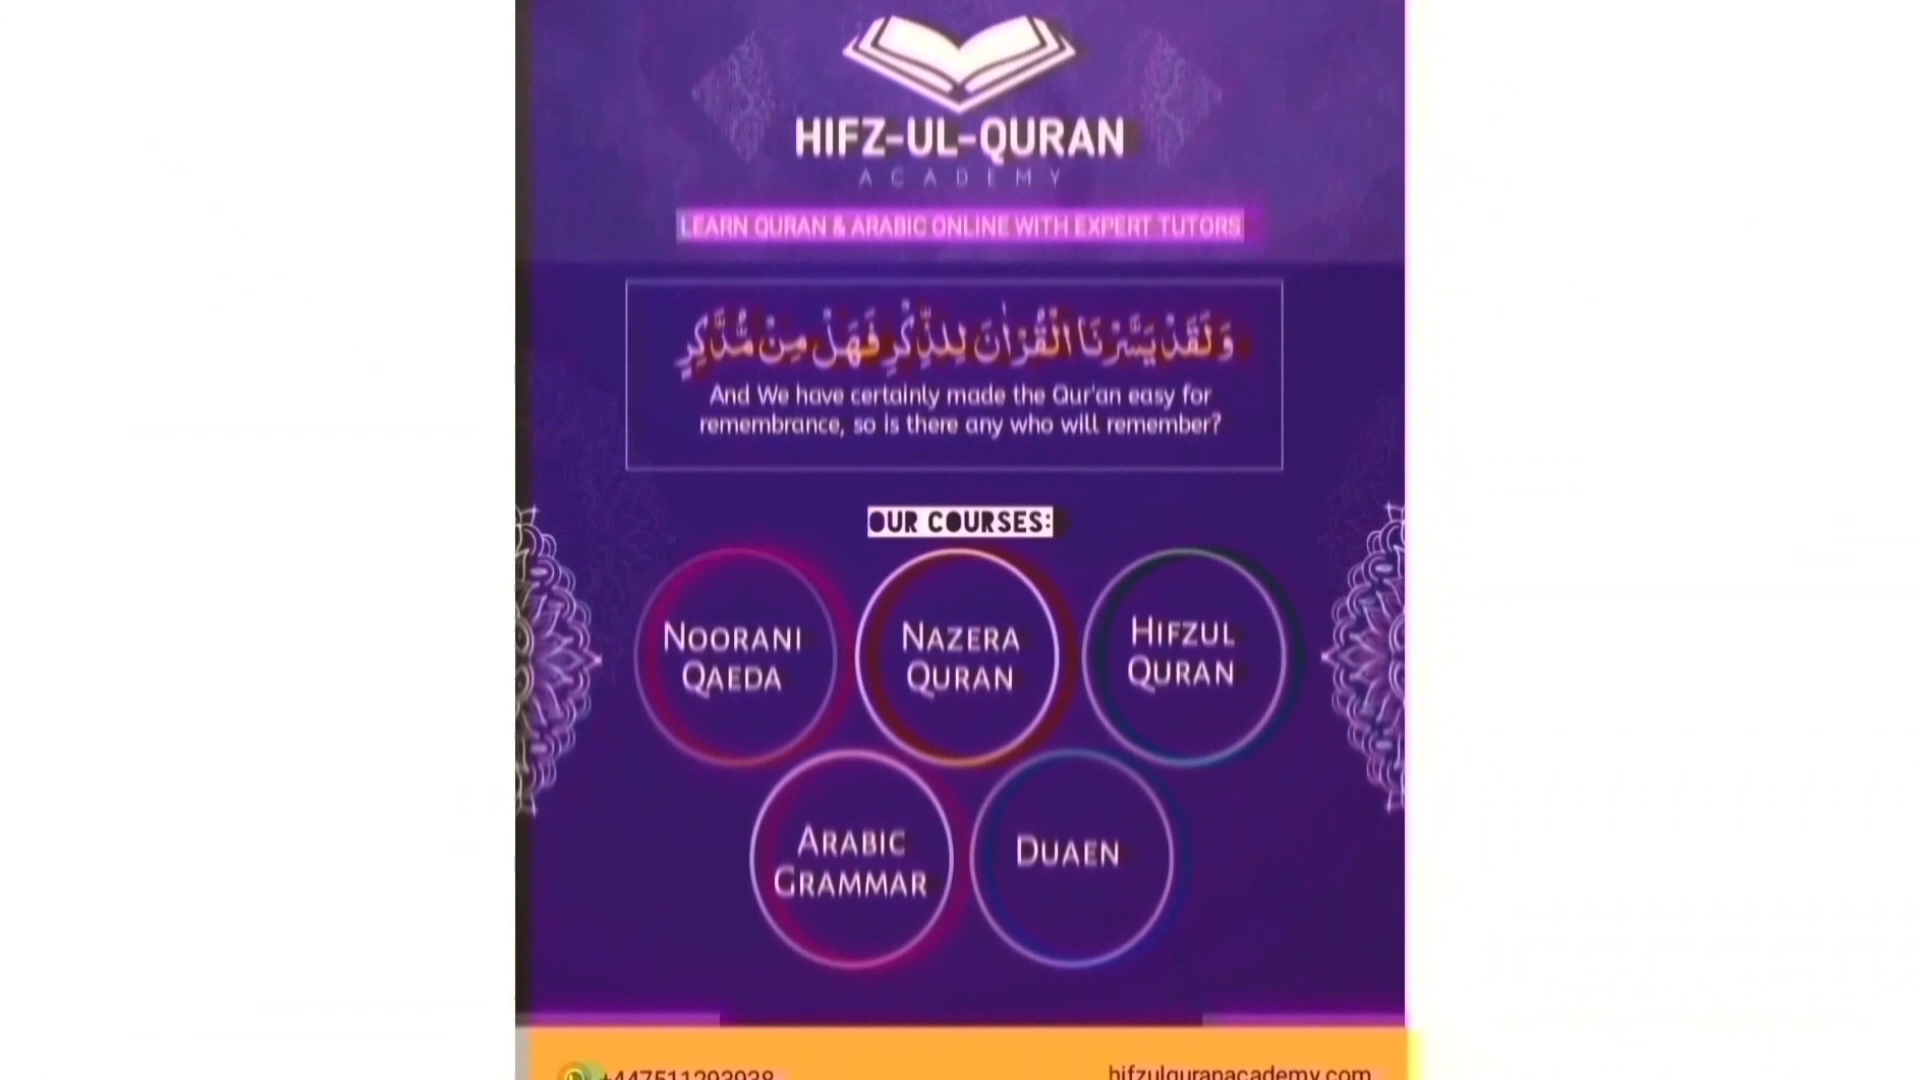 HIFZ-UL-QURAN
ACADEMY
LEARN QURAN & ARABIC ONLINE WITH EXPERT TUTORS
وَلَقَدْ يَسَّرْنَا الْقُرْاٰنَ لِلذِّكْرِ فَهَلْ مِنْ مُّدَّكِرٍ
And We have certainly made the Qur'an easy for
remembrance, so is there any who will remember?
OUR COURSES:
NOORANI
QAEDA
NAZERA
QURAN
HIFZUL
QURAN
ARABIC
GRAMMAR
DUAEN
+447511293938
hifzulquranacademy.com